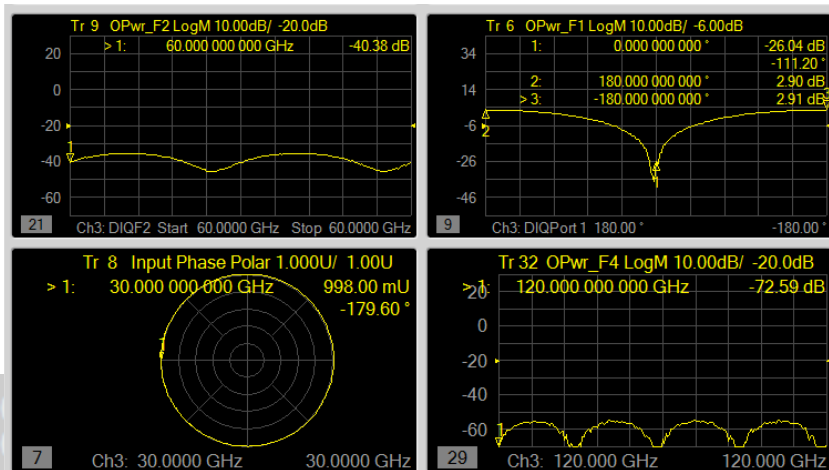 Tr 9 OPwr_F2 LogM 10.00dB/ -20.0dB
> 1: 60.000 000 000 GHz -40.38 dB
20
0
-20
1
-40
-60
21 Ch3: DIQF2 Start 60.0000 GHz Stop 60.0000 GHz
Tr 6 OPwr_F1 LogM 10.00dB/ -6.00dB
1: 0.000 000 000 ° -26.04 dB
-111.20 °
2: 180.000 000 000 ° 2.90 dB
> 3: -180.000 000 000 ° 2.91 dB
34
14
3
-6
2
-26
-46
9 Ch3: DIQPort 1 180.00 ° -180.00 °
Tr 8 Input Phase Polar 1.000U/ 1.00U
> 1: 30.000 000 000 GHz 998.00 mU
-179.60 °
1
7 Ch3: 30.0000 GHz 30.0000 GHz
Tr 32 OPwr_F4 LogM 10.00dB/ -20.0dB
> 1: 120.000 000 000 GHz -72.59 dB
20
0
-20
-40
-60
1
29 Ch3: 120.000 GHz 120.000 GHz